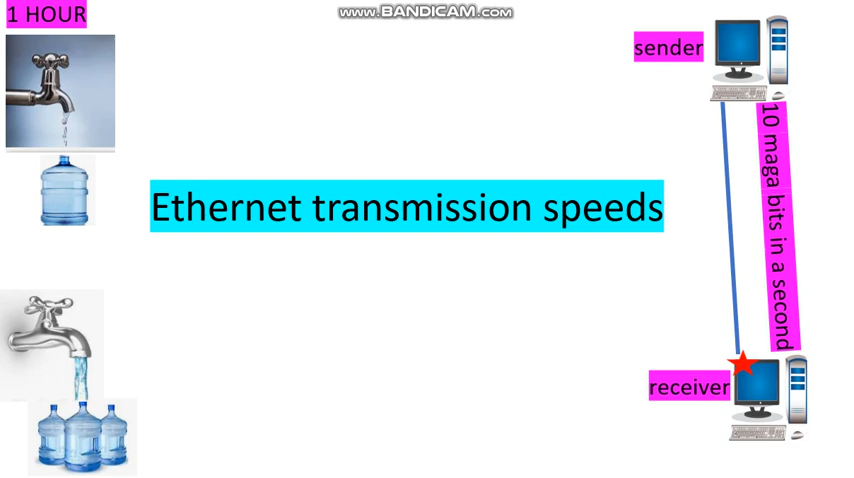 1 HOUR
www.BANDICAM.com
sender
10 maga bits in a second
Ethernet transmission speeds
receiver